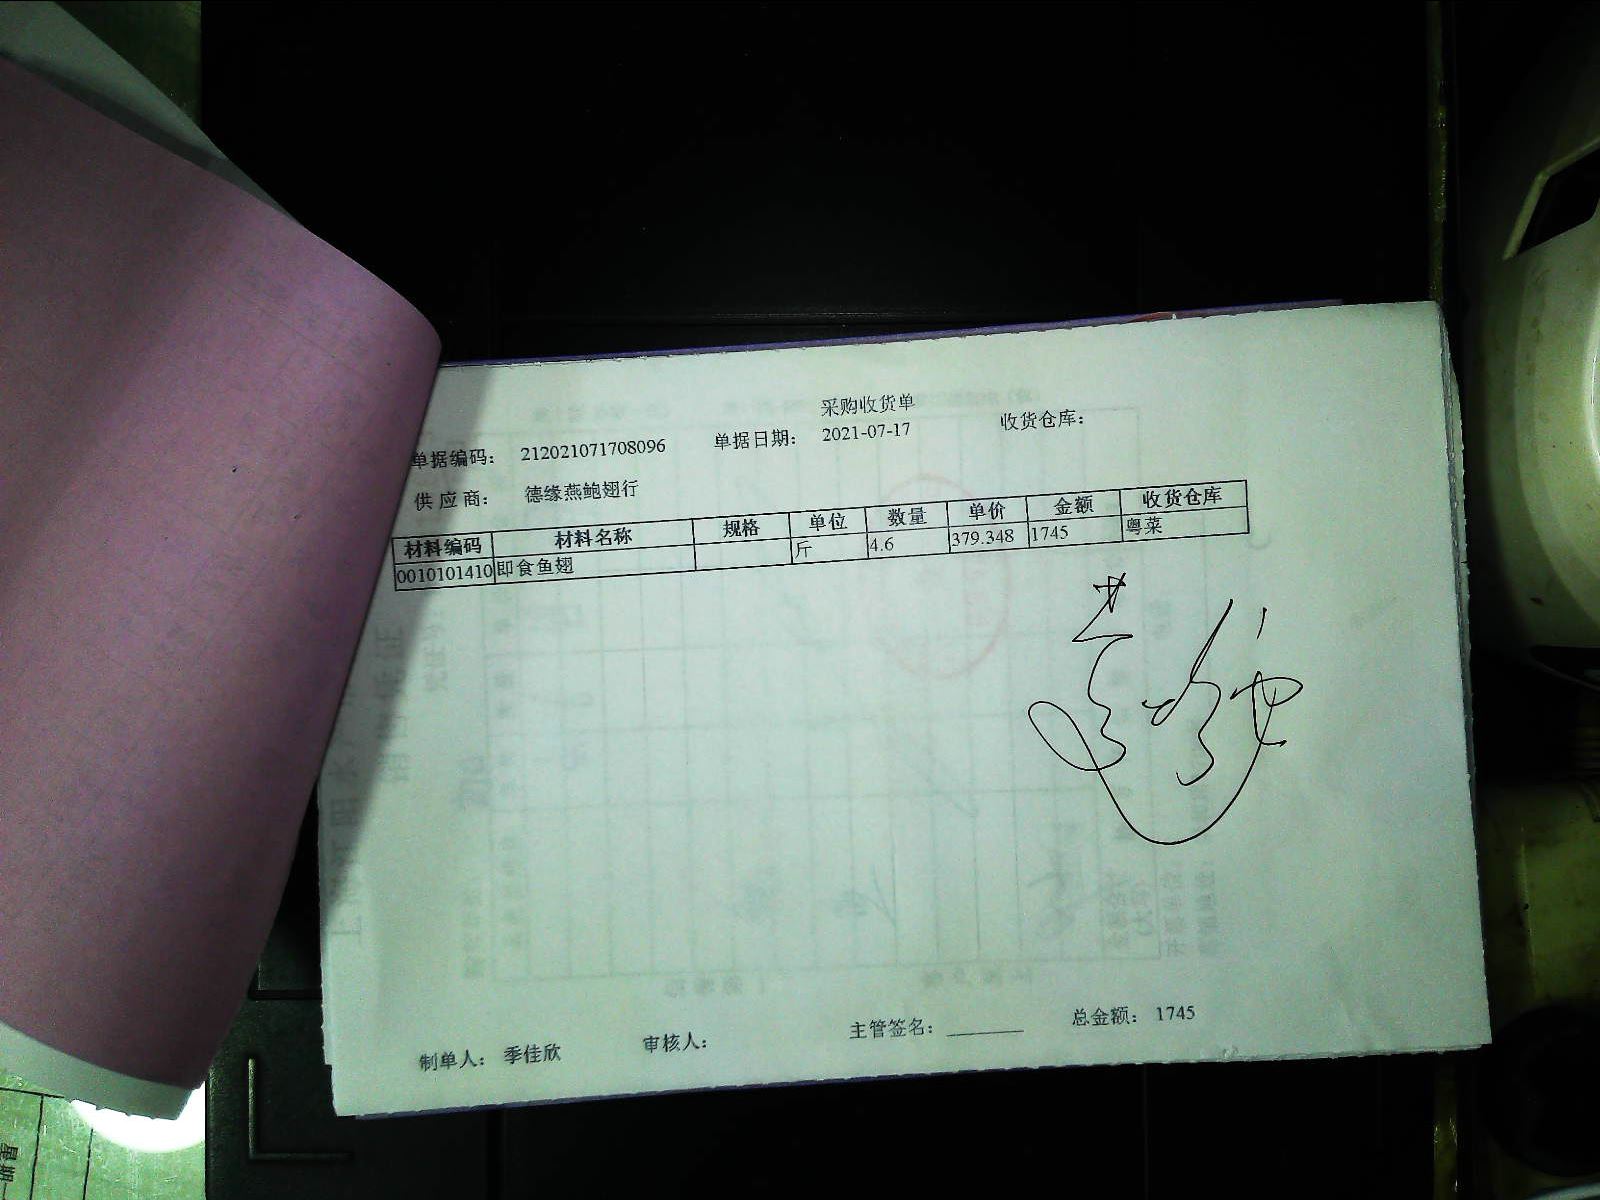 采购收货单
单据编码: 212021071708096 单据日期: 2021-07-17 收货仓库:
供应商: 德缘燕鲍翅行
材料编码 材料名称 规格 单位 数量 单价 金额 收货仓库
0010101410 即食鱼翅 斤 4.6 379.348 1745 粤菜
制单人: 季佳欣 审核人: 主管签名: ________ 总金额: 1745
星期一